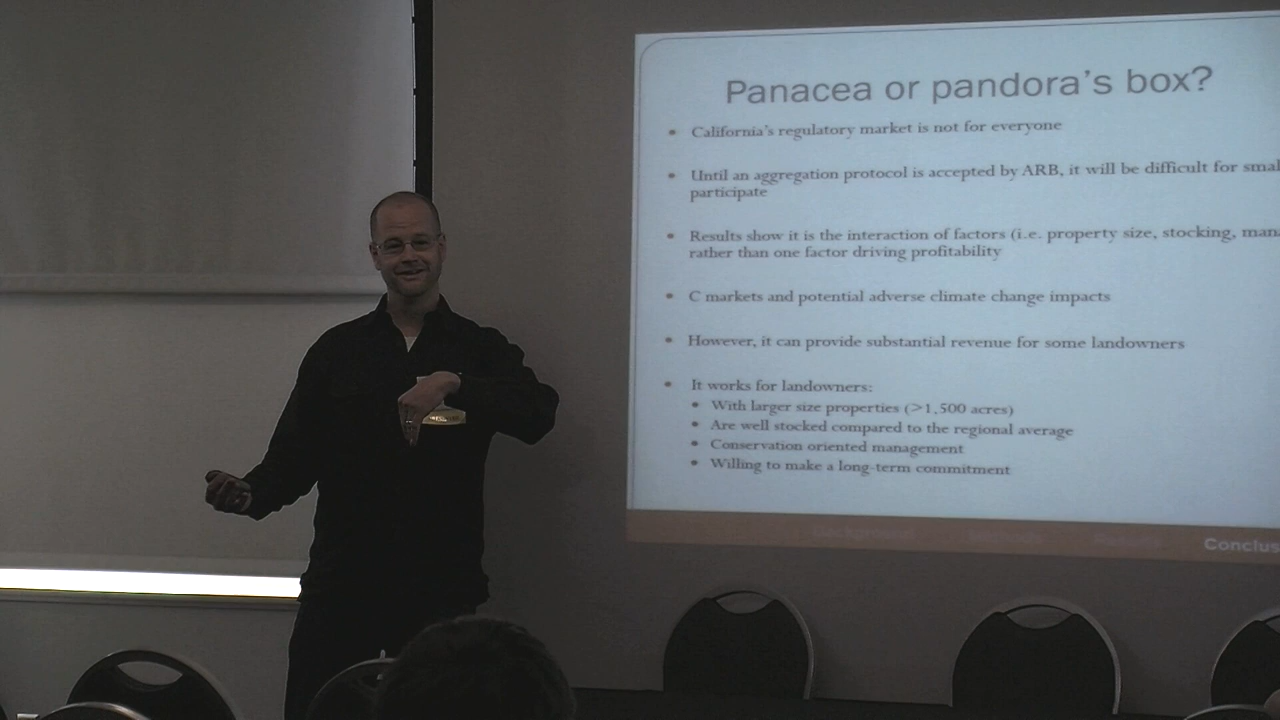 Panacea or pandora's box?
• California's regulatory market is not for everyone
• Until an aggregation protocol is accepted by ARB, it will be difficult for smal
participate
• Results show it is the interaction of factors (i.e. property size, stocking, man
rather than one factor driving profitability
• C markets and potential adverse climate change impacts
• However, it can provide substantial revenue for some landowners
• It works for landowners:
• With larger size properties (>1,500 acres)
• Are well stocked compared to the regional average
• Conservation oriented management
• Willing to make a long-term commitment
Conclus